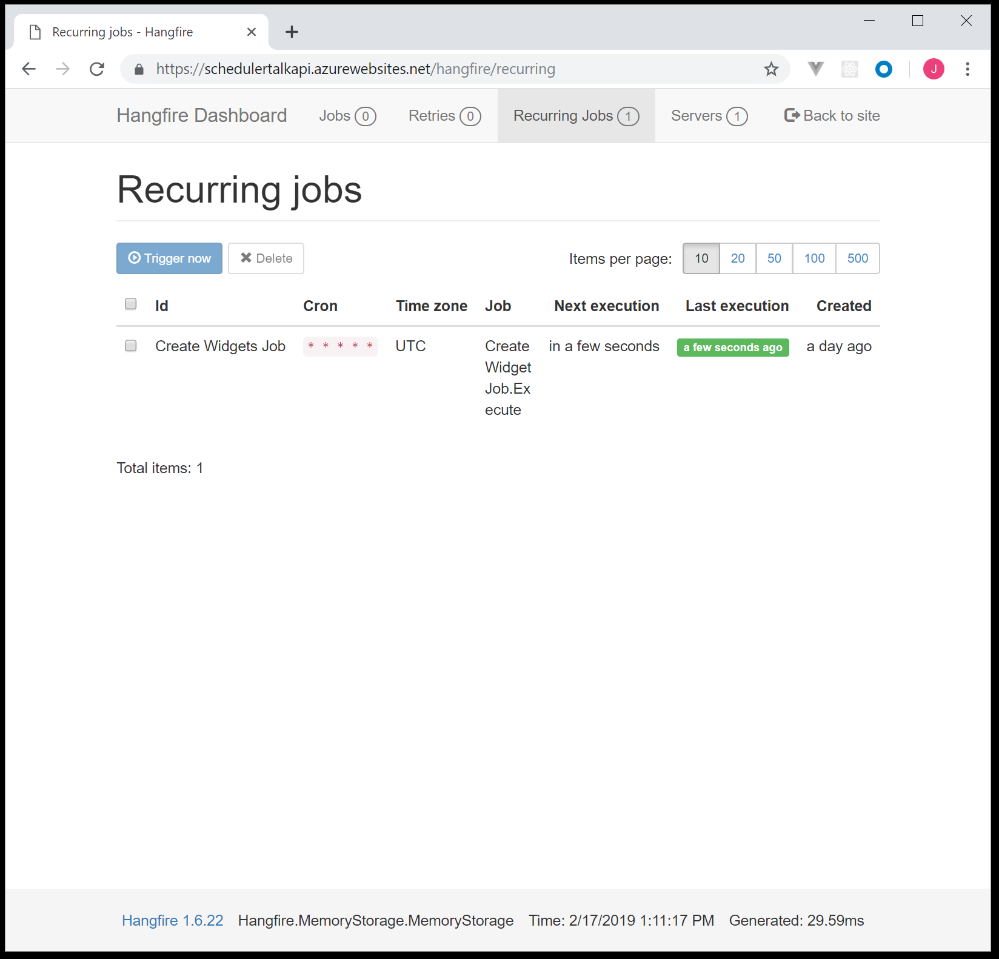 Recurring jobs - Hangfire
https://schedulertalkapi.azurewebsites.net/hangfire/recurring
J
Hangfire Dashboard Jobs 0 Retries 0 Recurring Jobs 1 Servers 1 Back to site
Recurring jobs
Trigger now Delete Items per page: 10 20 50 100 500
Id Cron Time zone Job Next execution Last execution Created
Create Widgets Job * * * * * UTC Create in a few seconds a few seconds ago a day ago
Widget
Job.Ex
ecute
Total items: 1
Hangfire 1.6.22 Hangfire.MemoryStorage.MemoryStorage Time: 2/17/2019 1:11:17 PM Generated: 29.59ms